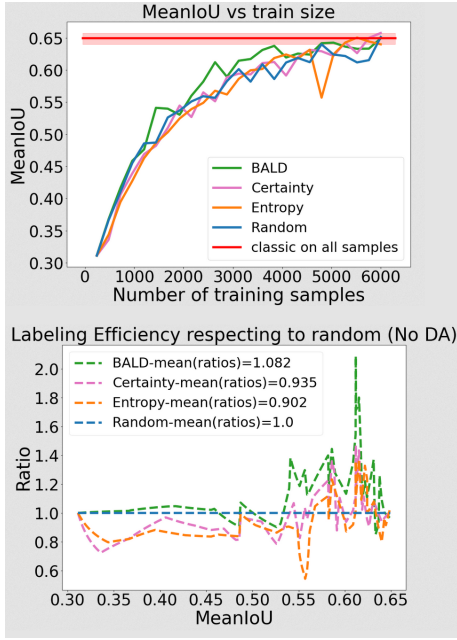 MeanIoU vs train size
MeanIoU
0.65
0.60
0.55
0.50
0.45
0.40
0.35
0.30
BALD
Certainty
Entropy
Random
classic on all samples
0 1000 2000 3000 4000 5000 6000
Number of training samples
Labeling Efficiency respecting to random (No DA)
Ratio
2.0
1.8
1.6
1.4
1.2
1.0
0.8
0.6
BALD-mean(ratios)=1.082
Certainty-mean(ratios)=0.935
Entropy-mean(ratios)=0.902
Random-mean(ratios)=1.0
0.30 0.35 0.40 0.45 0.50 0.55 0.60 0.65
MeanIoU